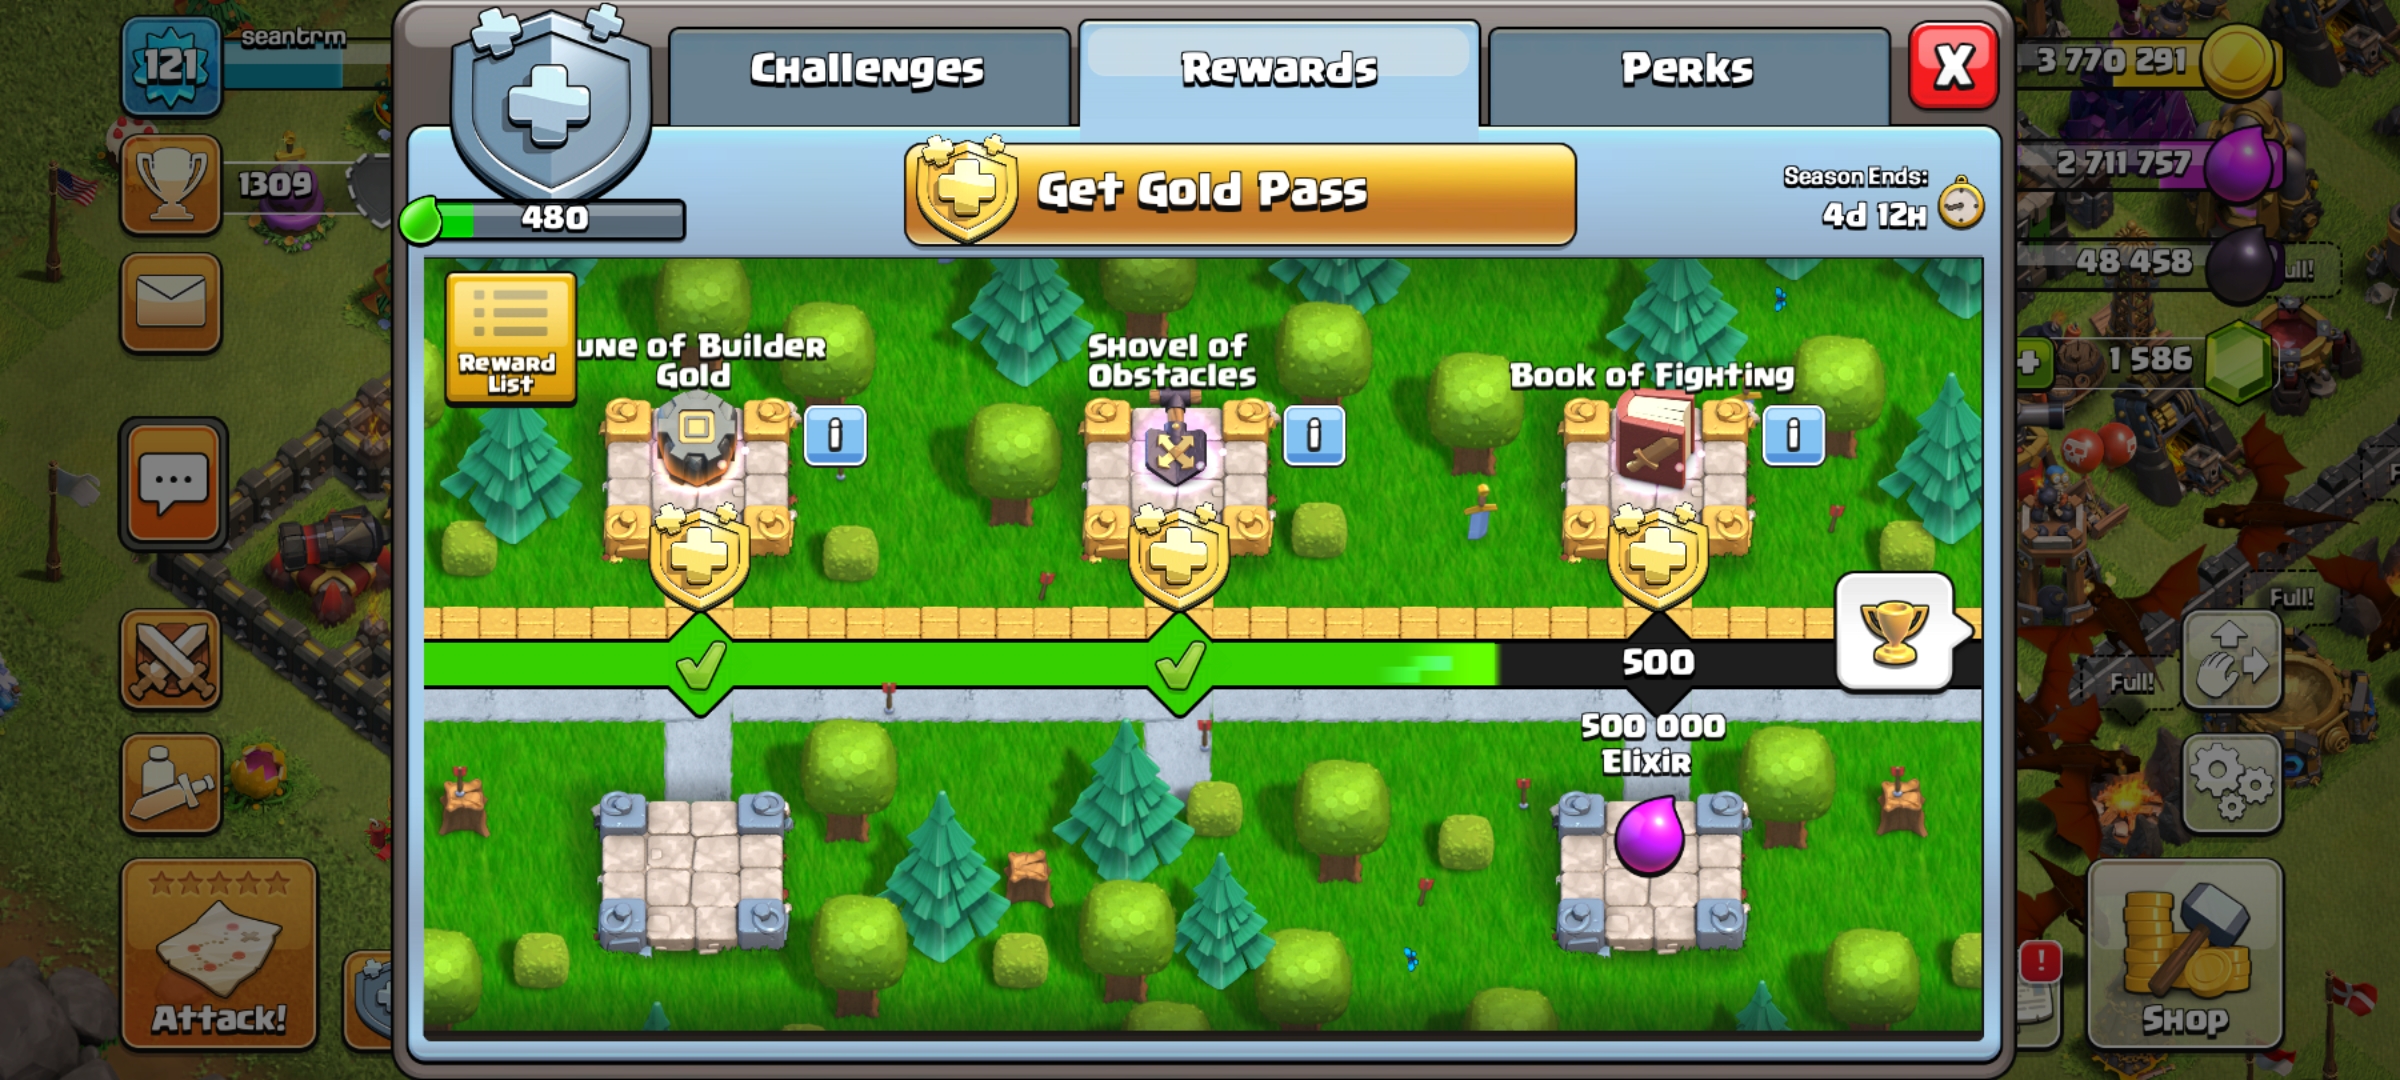 121
seantrm
1309
Challenges
Rewards
Perks
X
480
Get Gold Pass
Season Ends:
4d 12H
3 770 291
2 711 757
48 458
1 586
Reward
List
une of Builder
Gold
Shovel of
Obstacles
Book of Fighting
i
i
i
500
500 000
Elixir
Full!
Full!
!
Attack!
Shop